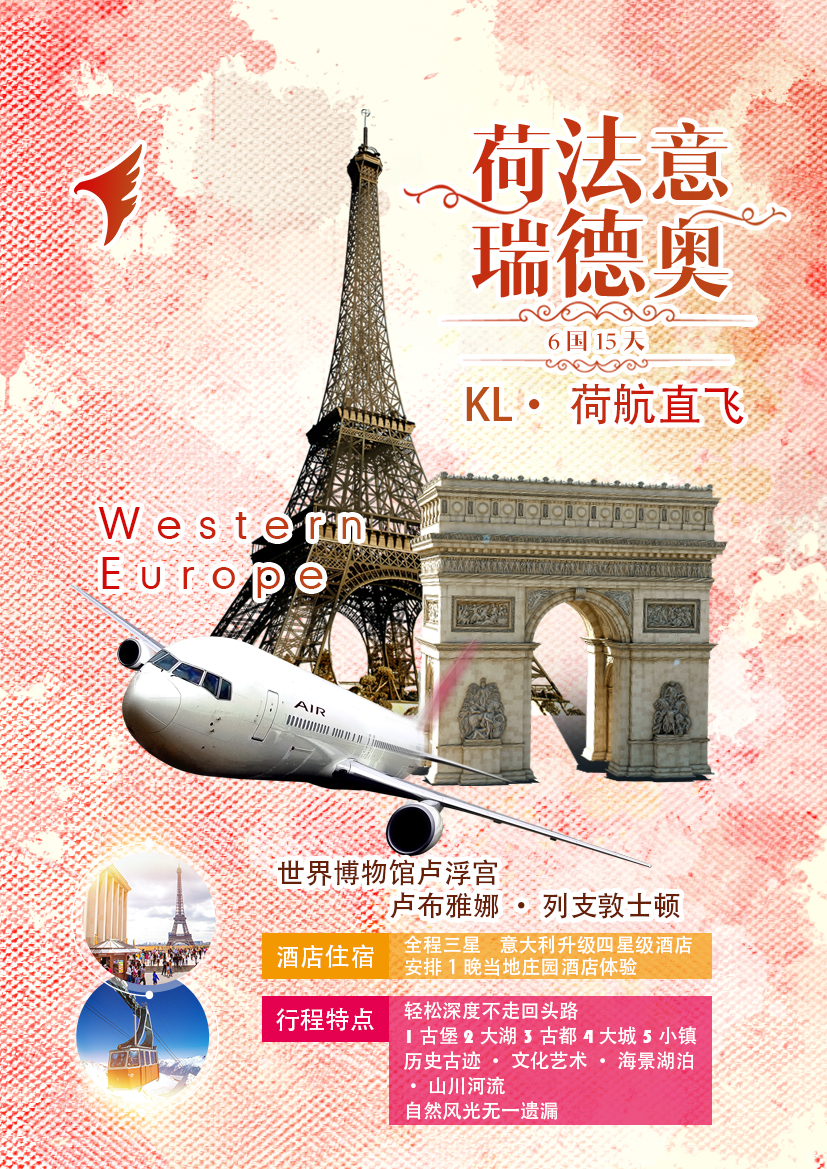 荷法意
瑞德奥
6国15天
KL• 荷航直飞
Western
Europe
AIR
世界博物馆卢浮宫
卢布雅娜 • 列支敦士顿
酒店住宿
全程三星 意大利升级四星级酒店
安排1晚当地庄园酒店体验
行程特点
轻松深度不走回头路
1 古堡 2 大湖 3 古都 4 大城 5 小镇
历史古迹 • 文化艺术 • 海景湖泊
• 山川河流
自然风光无一遗漏